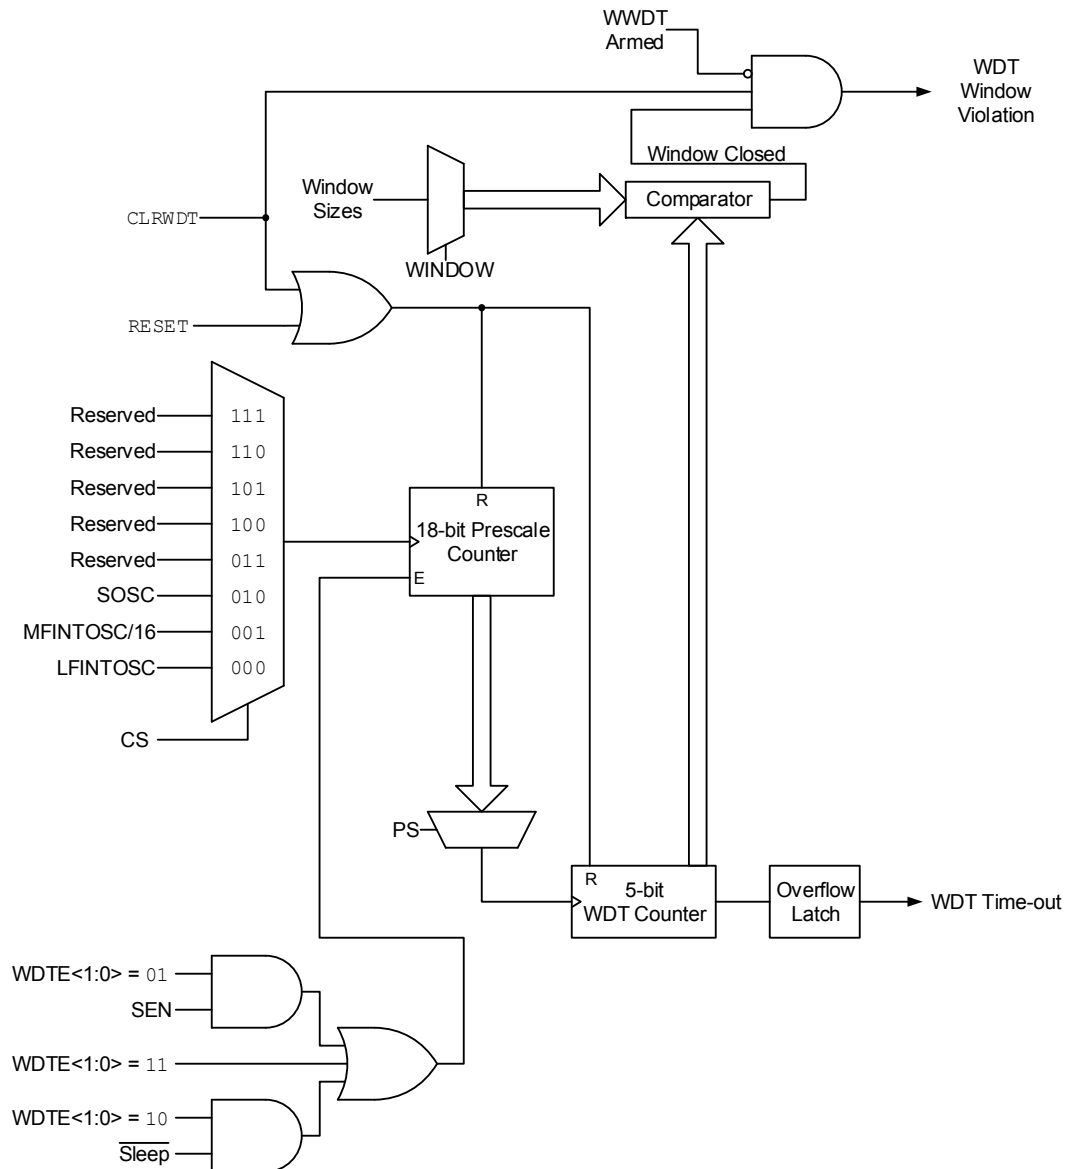 WWDT
Armed
WDT
Window
Violation
Window Closed
Window
Sizes
Comparator
CLRWDT
WINDOW
RESET
Reserved 111
Reserved 110
Reserved 101
Reserved 100
Reserved 011
SOSC 010
MFINTOSC/16 001
LFINTOSC 000
CS
R
18-bit Prescale
Counter
E
PS
R
5-bit
WDT Counter
Overflow
Latch
WDT Time-out
WDTE<1:0> = 01
SEN
WDTE<1:0> = 11
WDTE<1:0> = 10
Sleep